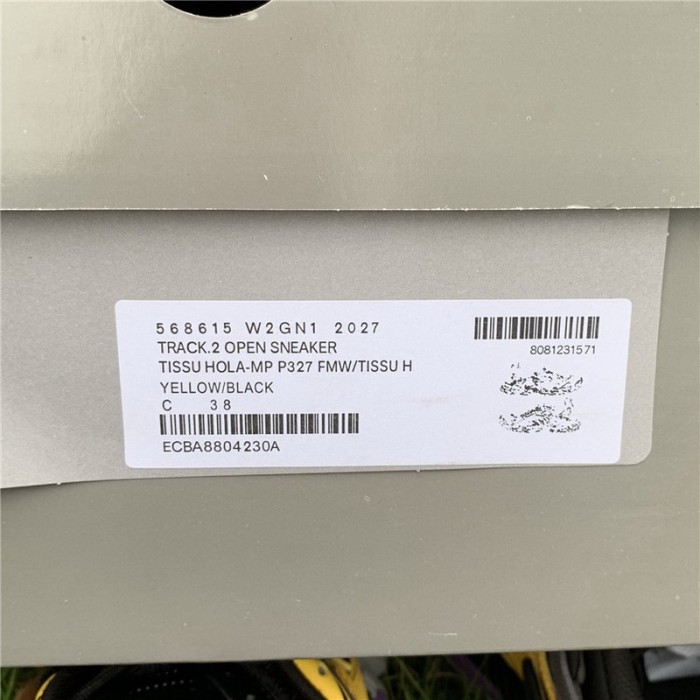 568615 W2GN1 2027
TRACK.2 OPEN SNEAKER
TISSU HOLA-MP P327 FMW/TISSU H
YELLOW/BLACK
C 38
ECBA8804230A
8081231571